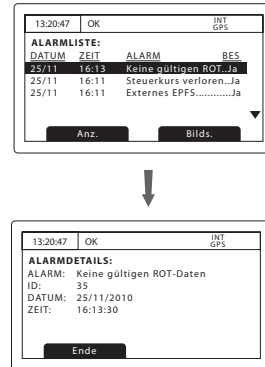 13:20:47 OK INT GPS
ALARMLISTE:
DATUM ZEIT ALARM BES
25/11 16:13 Keine gültigen ROT..Ja
25/11 16:11 Steuerkurs verloren..Ja
25/11 16:11 Externes EPFS............Ja
Anz. Bilds.
13:20:47 OK INT GPS
ALARMDETAILS:
ALARM: Keine gültigen ROT-Daten
ID: 35
DATUM: 25/11/2010
ZEIT: 16:13:30
Ende